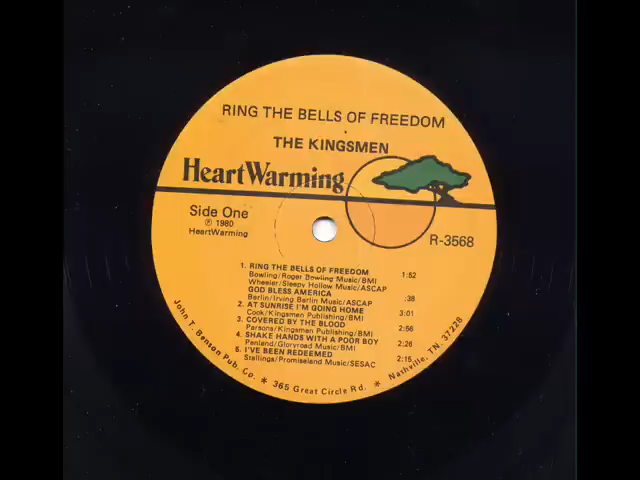 RING THE BELLS OF FREEDOM
THE KINGSMEN
HeartWarming
Side One
℗ 1980
HeartWarming
R-3568
1. RING THE BELLS OF FREEDOM 1:52
Bowling/Roger Bowling Music/BMI
Wheeler/Sleepy Hollow Music/ASCAP
GOD BLESS AMERICA :38
Berlin/Irving Berlin Music/ASCAP
2. AT SUNRISE I'M GOING HOME 3:01
Cook/Kingsmen Publishing/BMI
3. COVERED BY THE BLOOD 2:56
Parsons/Kingsmen Publishing/BMI
4. SHAKE HANDS WITH A POOR BOY 2:26
Penland/Gloryroad Music/BMI
5. I'VE BEEN REDEEMED 2:15
Stallings/Promiseland Music/SESAC
John T. Benson Pub. Co. * 365 Great Circle Rd. * Nashville, TN. 37228